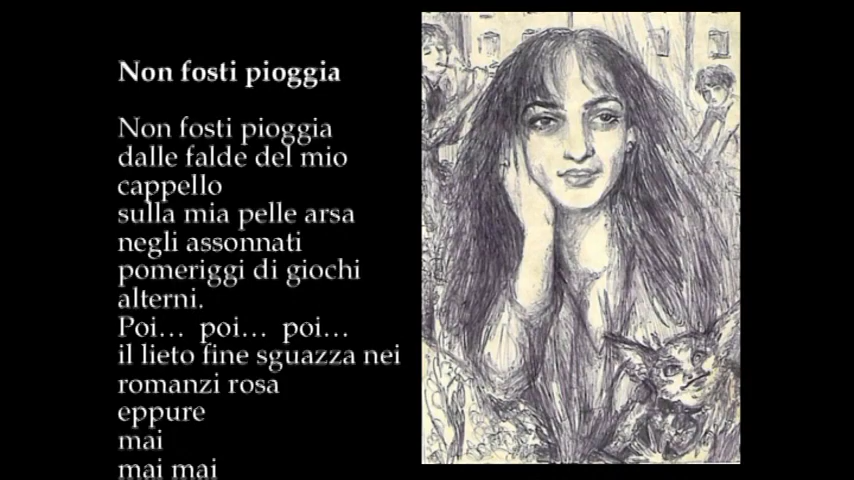 Non fosti pioggia
Non fosti pioggia
dalle falde del mio
cappello
sulla mia pelle arsa
negli assonnati
pomeriggi di giochi
alterni.
Poi… poi… poi…
il lieto fine sguazza nei
romanzi rosa
eppure
mai
mai mai